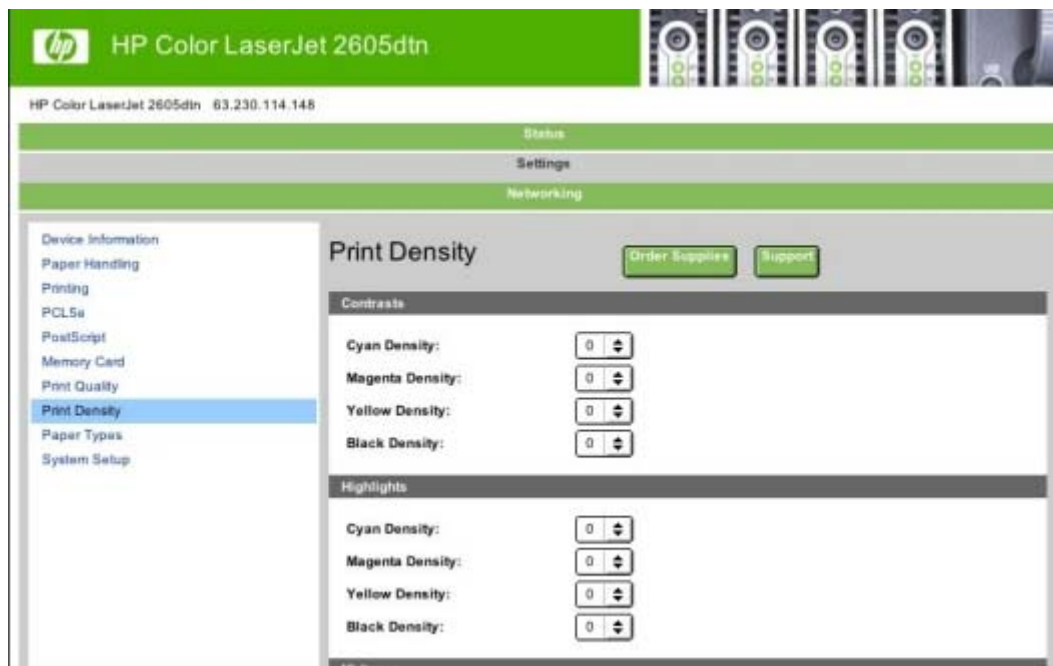 hp HP Color LaserJet 2605dtn
HP Color LaserJet 2605dtn 63.230.114.148
Status
Settings
Networking
Device Information
Paper Handling
Printing
PCL5e
PostScript
Memory Card
Print Quality
Print Density
Paper Types
System Setup
Print Density
Order Supplies
Support
Contrasts
Cyan Density: 0
Magenta Density: 0
Yellow Density: 0
Black Density: 0
Highlights
Cyan Density: 0
Magenta Density: 0
Yellow Density: 0
Black Density: 0